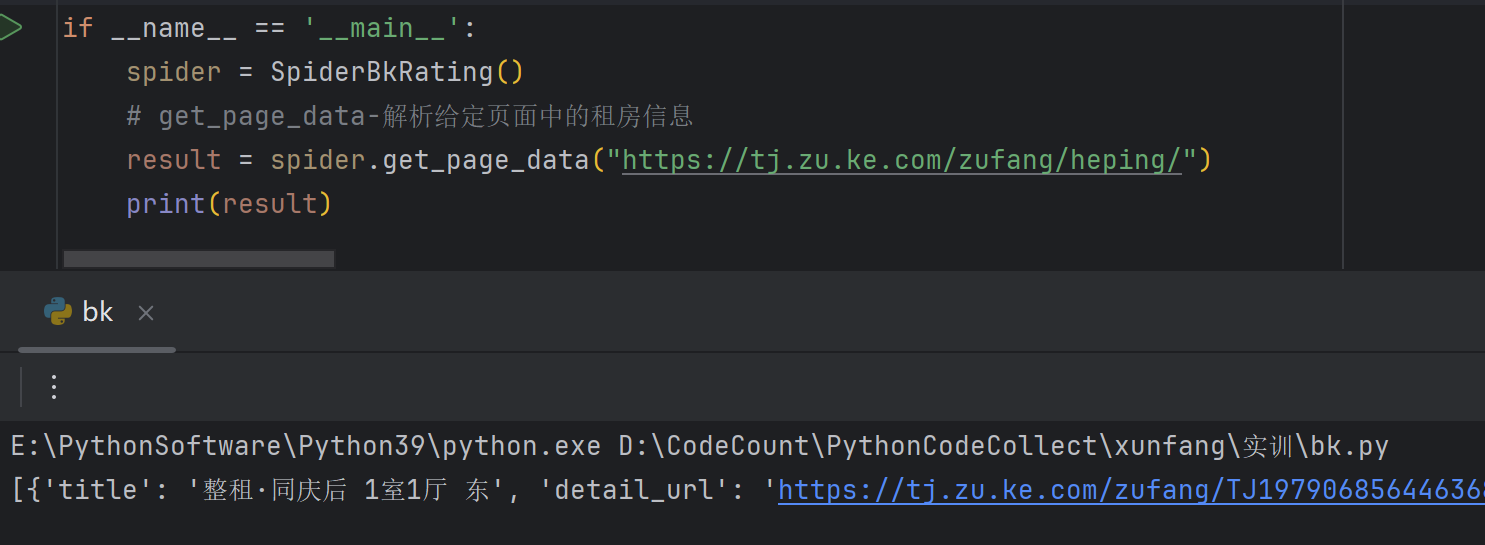 if __name__ == '__main__':
    spider = SpiderBkRating()
    # get_page_data-解析给定页面中的租房信息
    result = spider.get_page_data("https://tj.zu.ke.com/zufang/heping/")
    print(result)
bk
E:\PythonSoftware\Python39\python.exe D:\CodeCount\PythonCodeCollect\xunfang\实训\bk.py
[{'title': '整租·同庆后 1室1厅 东', 'detail_url': 'https://tj.zu.ke.com/zufang/TJ197906856446368